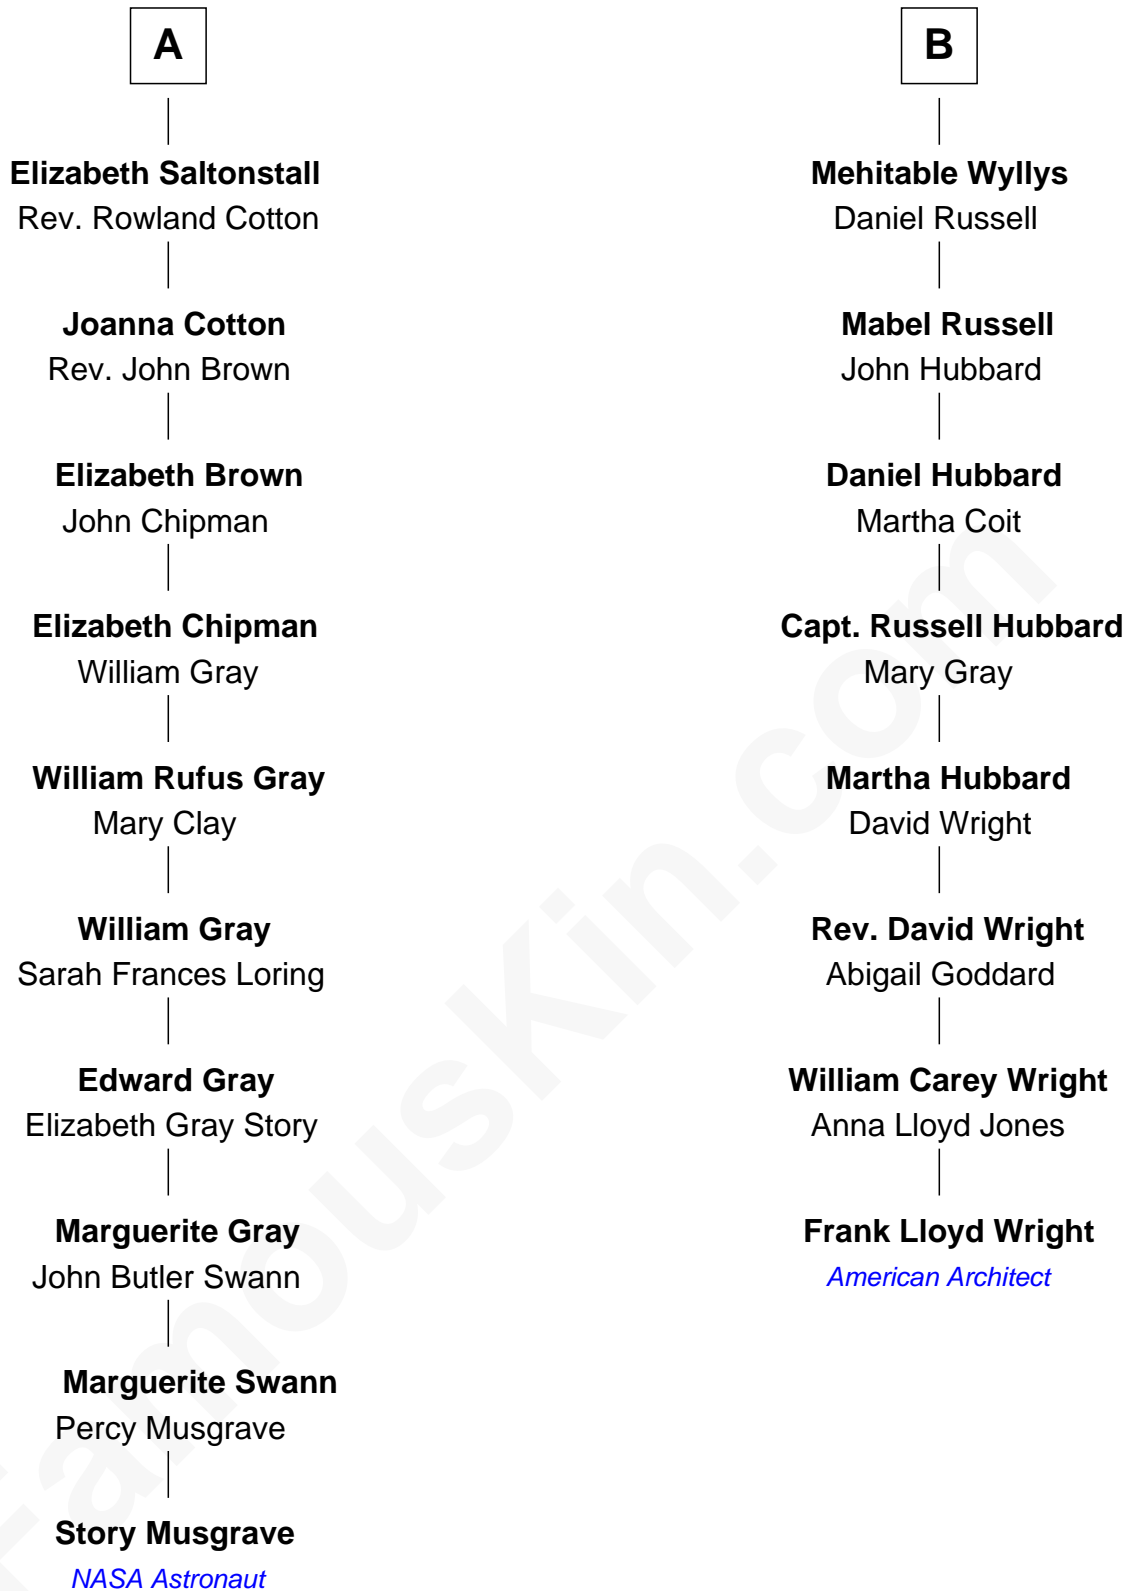 A
Elizabeth Saltonstall
Rev. Rowland Cotton
Joanna Cotton
Rev. John Brown
Elizabeth Brown
John Chipman
Elizabeth Chipman
William Gray
William Rufus Gray
Mary Clay
William Gray
Sarah Frances Loring
Edward Gray
Elizabeth Gray Story
Marguerite Gray
John Butler Swann
Marguerite Swann
Percy Musgrave
Story Musgrave
NASA Astronaut
B
Mehitable Wyllys
Daniel Russell
Mabel Russell
John Hubbard
Daniel Hubbard
Martha Coit
Capt. Russell Hubbard
Mary Gray
Martha Hubbard
David Wright
Rev. David Wright
Abigail Goddard
William Carey Wright
Anna Lloyd Jones
Frank Lloyd Wright
American Architect
FamousKin.com